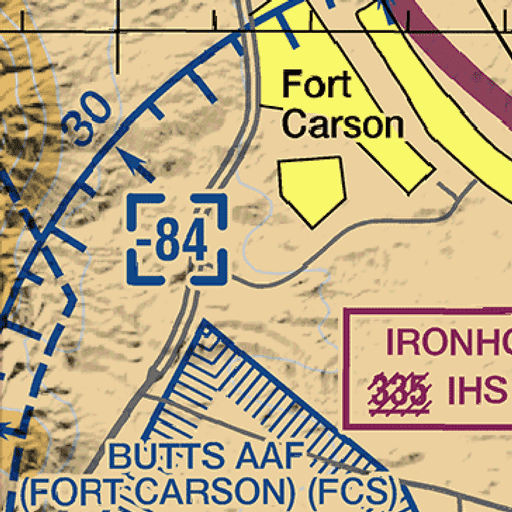 Fort
Carson
30
-84
IRONHO
335 IHS
BUTTS AAF
(FORT CARSON) (FCS)